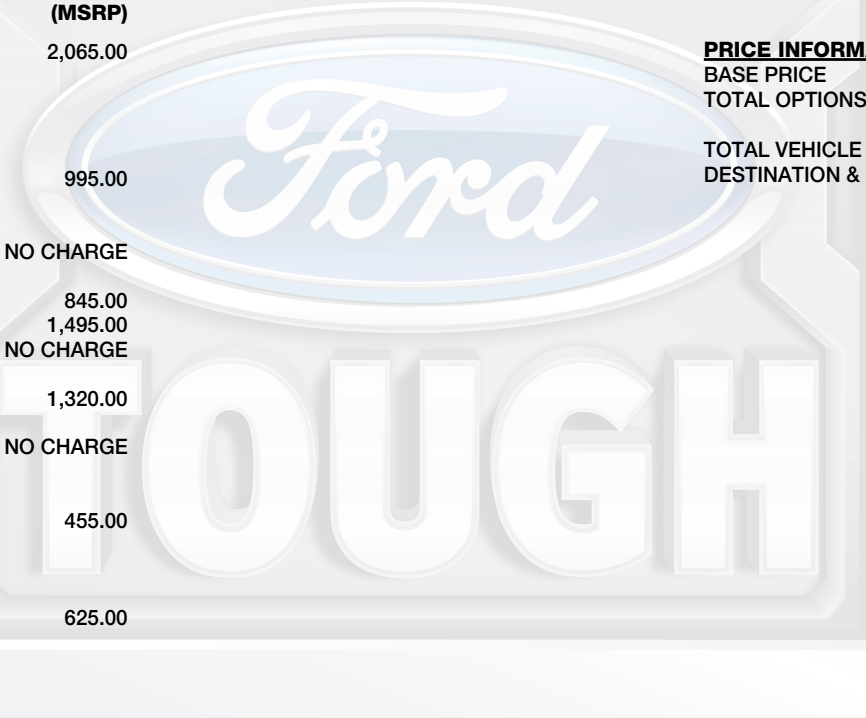 (MSRP)
2,065.00
995.00
NO CHARGE
845.00
1,495.00
NO CHARGE
1,320.00
NO CHARGE
455.00
625.00
PRICE INFORM
BASE PRICE
TOTAL OPTIONS
TOTAL VEHICLE
DESTINATION &
Ford
TOUGH